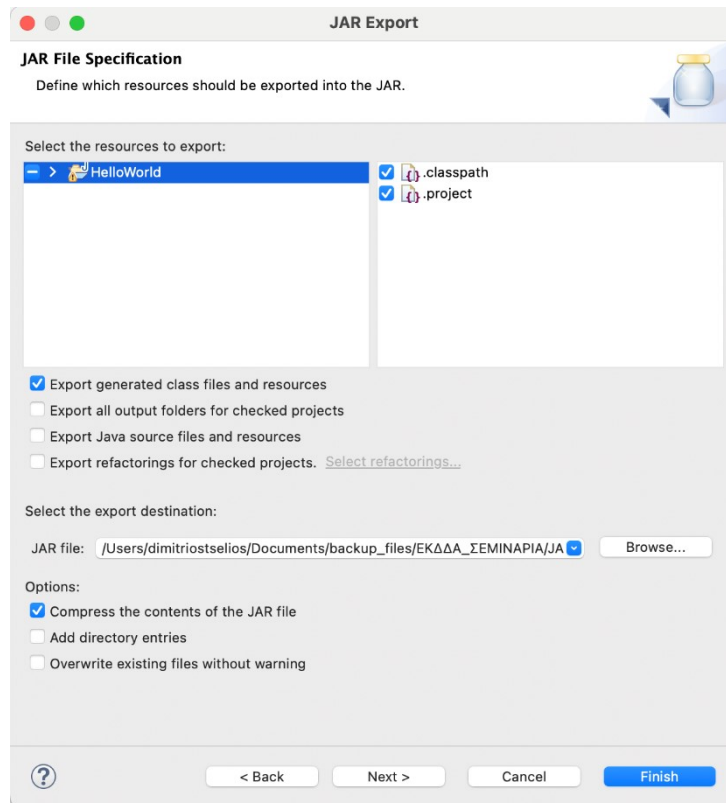 JAR Export
JAR File Specification
Define which resources should be exported into the JAR.
Select the resources to export:
HelloWorld
.classpath
.project
Export generated class files and resources
Export all output folders for checked projects
Export Java source files and resources
Export refactorings for checked projects. Select refactorings...
Select the export destination:
JAR file: /Users/dimitriostselios/Documents/backup_files/ΕΚΔΔΑ_ΣΕΜΙΝΑΡΙΑ/JA Browse...
Options:
Compress the contents of the JAR file
Add directory entries
Overwrite existing files without warning
? < Back Next > Cancel Finish